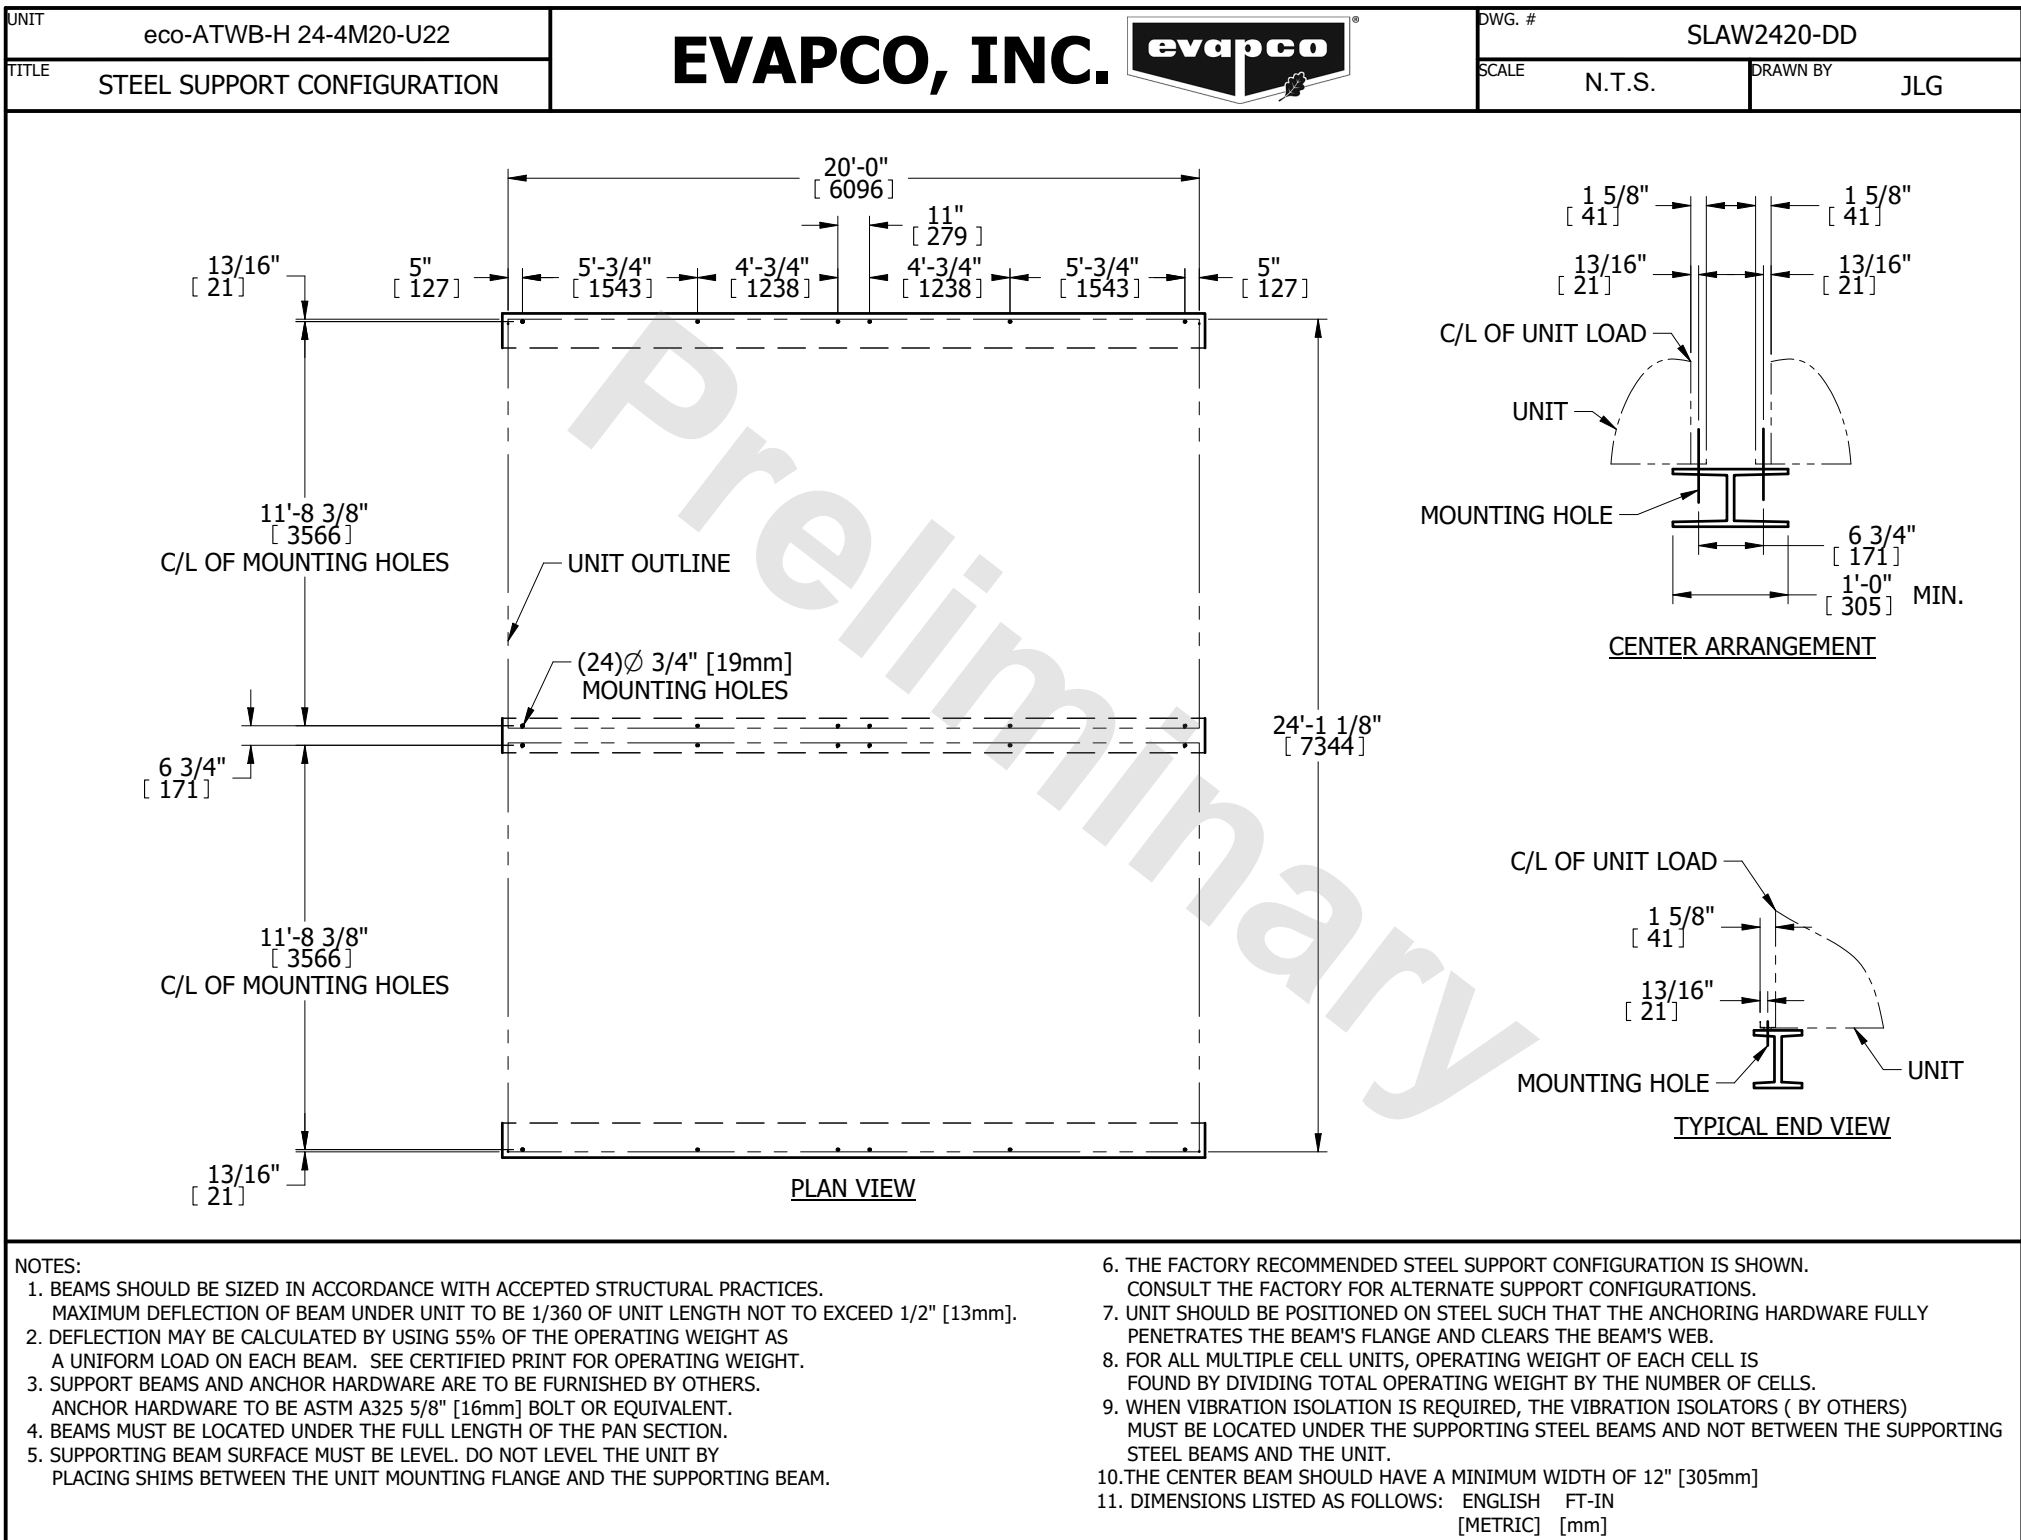 UNIT
eco-ATWB-H 24-4M20-U22
TITLE
STEEL SUPPORT CONFIGURATION
EVAPCO, INC.
evapco®
DWG. #
SLAW2420-DD
SCALE
N.T.S.
DRAWN BY
JLG
20'-0"
[ 6096 ]
11"
[ 279 ]
13/16"
[ 21 ]
5"
[ 127 ]
5'-3/4"
[ 1543 ]
4'-3/4"
[ 1238 ]
4'-3/4"
[ 1238 ]
5'-3/4"
[ 1543 ]
5"
[ 127 ]
11'-8 3/8"
[ 3566 ]
C/L OF MOUNTING HOLES
UNIT OUTLINE
(24)Ø 3/4" [19mm]
MOUNTING HOLES
6 3/4"
[ 171 ]
24'-1 1/8"
[ 7344 ]
11'-8 3/8"
[ 3566 ]
C/L OF MOUNTING HOLES
13/16"
[ 21 ]
PLAN VIEW
Preliminary
1 5/8"
[ 41 ]
1 5/8"
[ 41 ]
13/16"
[ 21 ]
13/16"
[ 21 ]
C/L OF UNIT LOAD
UNIT
MOUNTING HOLE
6 3/4"
[ 171 ]
1'-0"
[ 305 ]
MIN.
CENTER ARRANGEMENT
C/L OF UNIT LOAD
1 5/8"
[ 41 ]
13/16"
[ 21 ]
MOUNTING HOLE
UNIT
TYPICAL END VIEW
NOTES:
1. BEAMS SHOULD BE SIZED IN ACCORDANCE WITH ACCEPTED STRUCTURAL PRACTICES.
MAXIMUM DEFLECTION OF BEAM UNDER UNIT TO BE 1/360 OF UNIT LENGTH NOT TO EXCEED 1/2" [13mm].
2. DEFLECTION MAY BE CALCULATED BY USING 55% OF THE OPERATING WEIGHT AS
A UNIFORM LOAD ON EACH BEAM. SEE CERTIFIED PRINT FOR OPERATING WEIGHT.
3. SUPPORT BEAMS AND ANCHOR HARDWARE ARE TO BE FURNISHED BY OTHERS.
ANCHOR HARDWARE TO BE ASTM A325 5/8" [16mm] BOLT OR EQUIVALENT.
4. BEAMS MUST BE LOCATED UNDER THE FULL LENGTH OF THE PAN SECTION.
5. SUPPORTING BEAM SURFACE MUST BE LEVEL. DO NOT LEVEL THE UNIT BY
PLACING SHIMS BETWEEN THE UNIT MOUNTING FLANGE AND THE SUPPORTING BEAM.
6. THE FACTORY RECOMMENDED STEEL SUPPORT CONFIGURATION IS SHOWN.
CONSULT THE FACTORY FOR ALTERNATE SUPPORT CONFIGURATIONS.
7. UNIT SHOULD BE POSITIONED ON STEEL SUCH THAT THE ANCHORING HARDWARE FULLY
PENETRATES THE BEAM'S FLANGE AND CLEARS THE BEAM'S WEB.
8. FOR ALL MULTIPLE CELL UNITS, OPERATING WEIGHT OF EACH CELL IS
FOUND BY DIVIDING TOTAL OPERATING WEIGHT BY THE NUMBER OF CELLS.
9. WHEN VIBRATION ISOLATION IS REQUIRED, THE VIBRATION ISOLATORS ( BY OTHERS)
MUST BE LOCATED UNDER THE SUPPORTING STEEL BEAMS AND NOT BETWEEN THE SUPPORTING
STEEL BEAMS AND THE UNIT.
10.THE CENTER BEAM SHOULD HAVE A MINIMUM WIDTH OF 12" [305mm]
11. DIMENSIONS LISTED AS FOLLOWS: ENGLISH FT-IN
[METRIC] [mm]